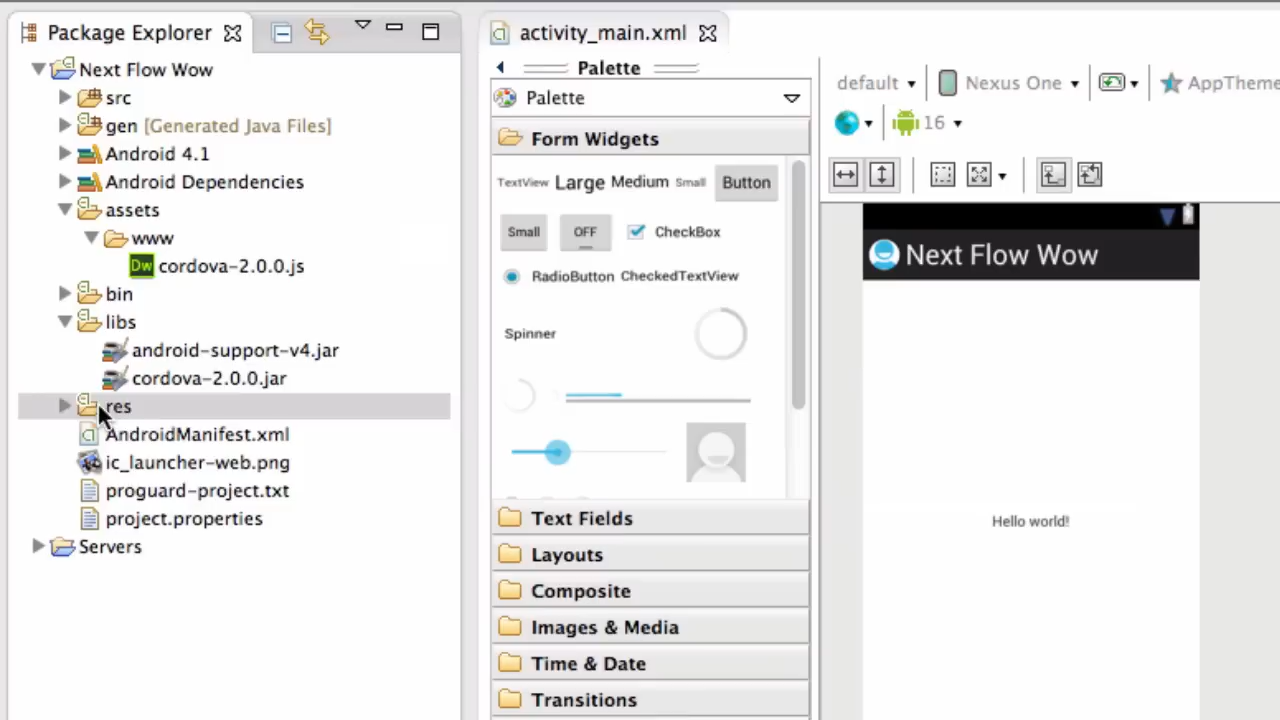 Package Explorer
Next Flow Wow
src
gen [Generated Java Files]
Android 4.1
Android Dependencies
assets
www
Dw cordova-2.0.0.js
bin
libs
android-support-v4.jar
cordova-2.0.0.jar
res
AndroidManifest.xml
ic_launcher-web.png
proguard-project.txt
project.properties
Servers
activity_main.xml
Palette
Palette
Form Widgets
TextView Large Medium Small Button
Small OFF CheckBox
RadioButton CheckedTextView
Spinner
Text Fields
Layouts
Composite
Images & Media
Time & Date
Transitions
default Nexus One AppTheme
16
Next Flow Wow
Hello world!